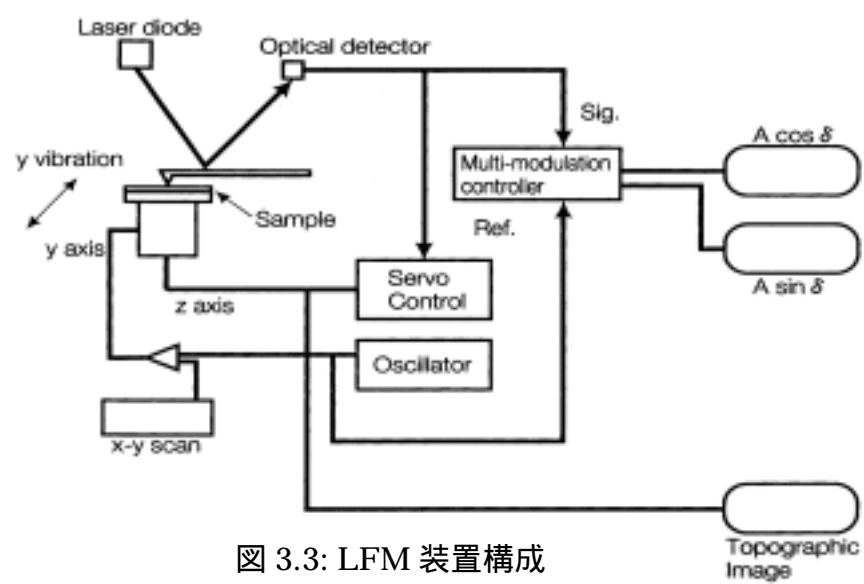 Laser diode
Optical detector
Sig.
A cos δ
y vibration
Multi-modulation
controller
Sample
Ref.
y axis
Servo
Control
A sin δ
z axis
Oscillator
x-y scan
Topographic
Image
図 3.3: LFM 装置構成